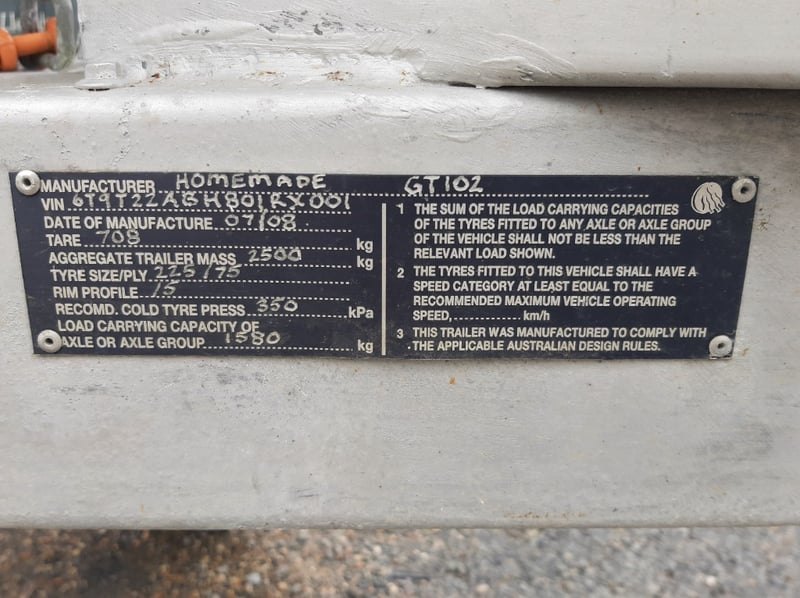 MANUFACTURER HOMEMADE GT102
VIN 6T9T22ABH801RX001
DATE OF MANUFACTURE 07/08
TARE 708 kg
AGGREGATE TRAILER MASS 2500 kg
TYRE SIZE/PLY 225/75
RIM PROFILE 15
RECOMD. COLD TYRE PRESS 350 kPa
LOAD CARRYING CAPACITY OF
AXLE OR AXLE GROUP 1580 kg
1 THE SUM OF THE LOAD CARRYING CAPACITIES
OF THE TYRES FITTED TO ANY AXLE OR AXLE GROUP
OF THE VEHICLE SHALL NOT BE LESS THAN THE
RELEVANT LOAD SHOWN.
2 THE TYRES FITTED TO THIS VEHICLE SHALL HAVE A
SPEED CATEGORY AT LEAST EQUAL TO THE
RECOMMENDED MAXIMUM VEHICLE OPERATING
SPEED,.............. km/h
3 THIS TRAILER WAS MANUFACTURED TO COMPLY WITH
THE APPLICABLE AUSTRALIAN DESIGN RULES.